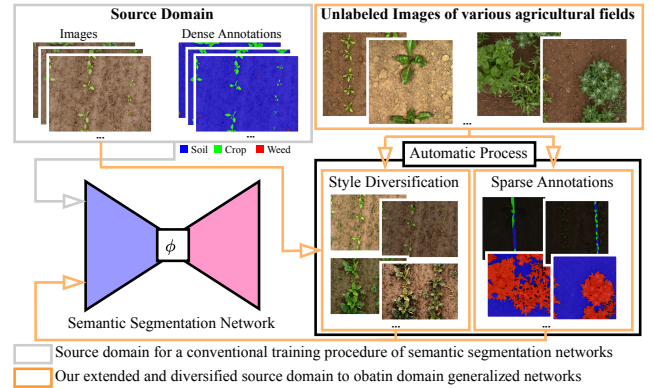 Source Domain
Images
Dense Annotations
...
...
Soil
Crop
Weed
Unlabeled Images of various agricultural fields
...
Automatic Process
Style Diversification
Sparse Annotations
...
...
ϕ
Semantic Segmentation Network
Source domain for a conventional training procedure of semantic segmentation networks
Our extended and diversified source domain to obatin domain generalized networks